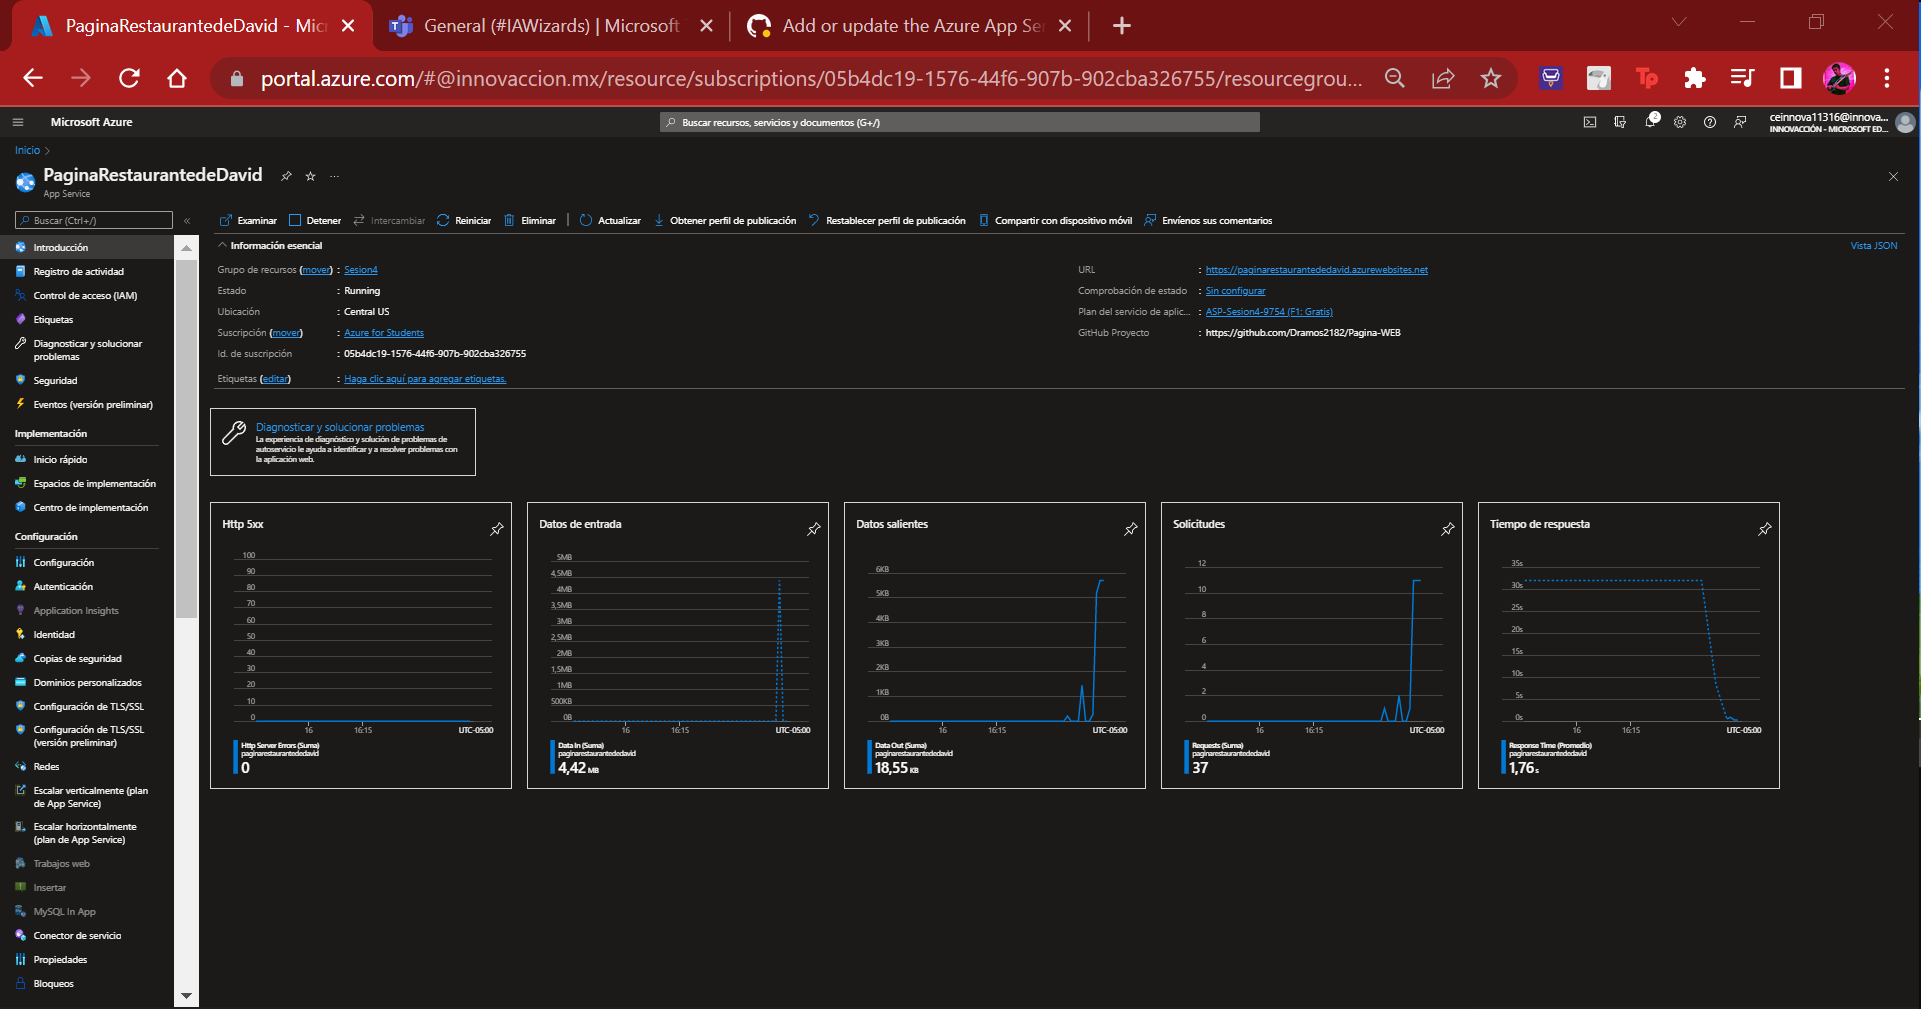 PaginaRestaurantedeDavid - Mic
General (#IAWizards) | Microsoft
Add or update the Azure App Se
portal.azure.com/#@innovaccion.mx/resource/subscriptions/05b4dc19-1576-44f6-907b-902cba326755/resourcegrou...
Microsoft Azure
Buscar recursos, servicios y documentos (G+/)
2
ceinnova11316@innova...
INNOVACCIÓN - MICROSOFT ED...
Inicio
PaginaRestaurantedeDavid
App Service
Buscar (Ctrl+/)
Introducción
Registro de actividad
Control de acceso (IAM)
Etiquetas
Diagnosticar y solucionar
problemas
Seguridad
Eventos (versión preliminar)
Implementación
Inicio rápido
Espacios de implementación
Centro de implementación
Configuración
Configuración
Autenticación
Application Insights
Identidad
Copias de seguridad
Dominios personalizados
Configuración de TLS/SSL
Configuración de TLS/SSL
(versión preliminar)
Redes
Escalar verticalmente (plan
de App Service)
Escalar horizontalmente
(plan de App Service)
Trabajos web
Insertar
MySQL In App
Conector de servicio
Propiedades
Bloqueos
Examinar
Detener
Intercambiar
Reiniciar
Eliminar
Actualizar
Obtener perfil de publicación
Restablecer perfil de publicación
Compartir con dispositivo móvil
Envíenos sus comentarios
Información esencial
Vista JSON
Grupo de recursos (mover) : Sesion4
Estado : Running
Ubicación : Central US
Suscripción (mover) : Azure for Students
Id. de suscripción : 05b4dc19-1576-44f6-907b-902cba326755
Etiquetas (editar) : Haga clic aquí para agregar etiquetas.
URL : https://paginarestaurantededavid.azurewebsites.net
Comprobación de estado : Sin configurar
Plan del servicio de aplic... : ASP-Sesion4-9754 (F1: Gratis)
GitHub Proyecto : https://github.com/Dramos2182/Pagina-WEB
Diagnosticar y solucionar problemas
La experiencia de diagnóstico y solución de problemas de
autoservicio le ayuda a identificar y a resolver problemas con
la aplicación web.
Http 5xx
100
90
80
70
60
50
40
30
20
10
0
16 16:15 UTC-05:00
Http Server Errors (Suma)
paginarestaurantededavid
0
Datos de entrada
5MB
4,5MB
4MB
3,5MB
3MB
2,5MB
2MB
1,5MB
1MB
500KB
0B
16 16:15 UTC-05:00
Data In (Suma)
paginarestaurantededavid
4,42 MB
Datos salientes
6KB
5KB
4KB
3KB
2KB
1KB
0B
16 16:15 UTC-05:00
Data Out (Suma)
paginarestaurantededavid
18,55 KB
Solicitudes
12
10
8
6
4
2
0
16 16:15 UTC-05:00
Requests (Suma)
paginarestaurantededavid
37
Tiempo de respuesta
35s
30s
25s
20s
15s
10s
5s
0s
16 16:15 UTC-05:00
Response Time (Promedio)
paginarestaurantededavid
1,76 s